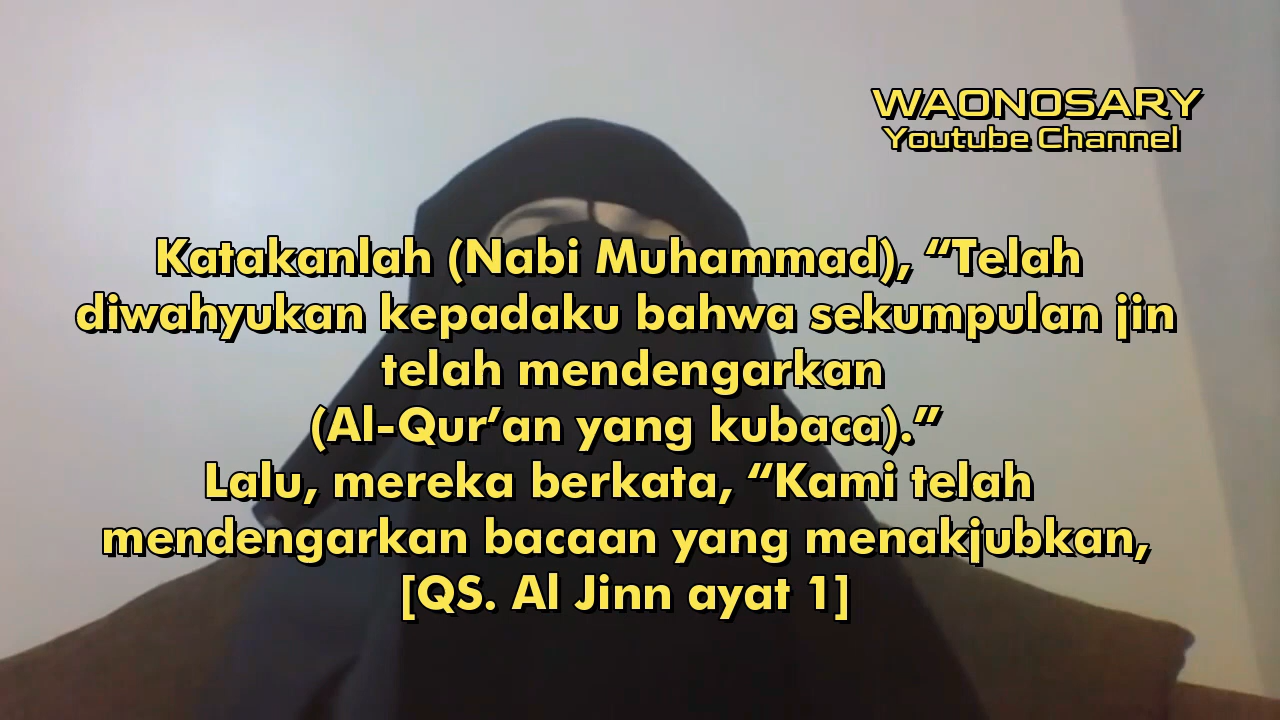 WAONOSARY
Youtube Channel
Katakanlah (Nabi Muhammad), “Telah
diwahyukan kepadaku bahwa sekumpulan jin
telah mendengarkan
(Al-Qur’an yang kubaca).”
Lalu, mereka berkata, “Kami telah
mendengarkan bacaan yang menakjubkan,
[QS. Al Jinn ayat 1]